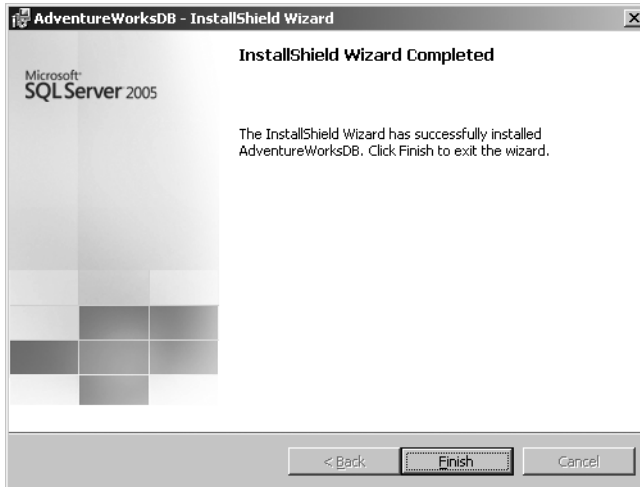 AdventureWorksDB - InstallShield Wizard
InstallShield Wizard Completed
Microsoft
SQL Server 2005
The InstallShield Wizard has successfully installed
AdventureWorksDB. Click Finish to exit the wizard.
< Back
Finish
Cancel